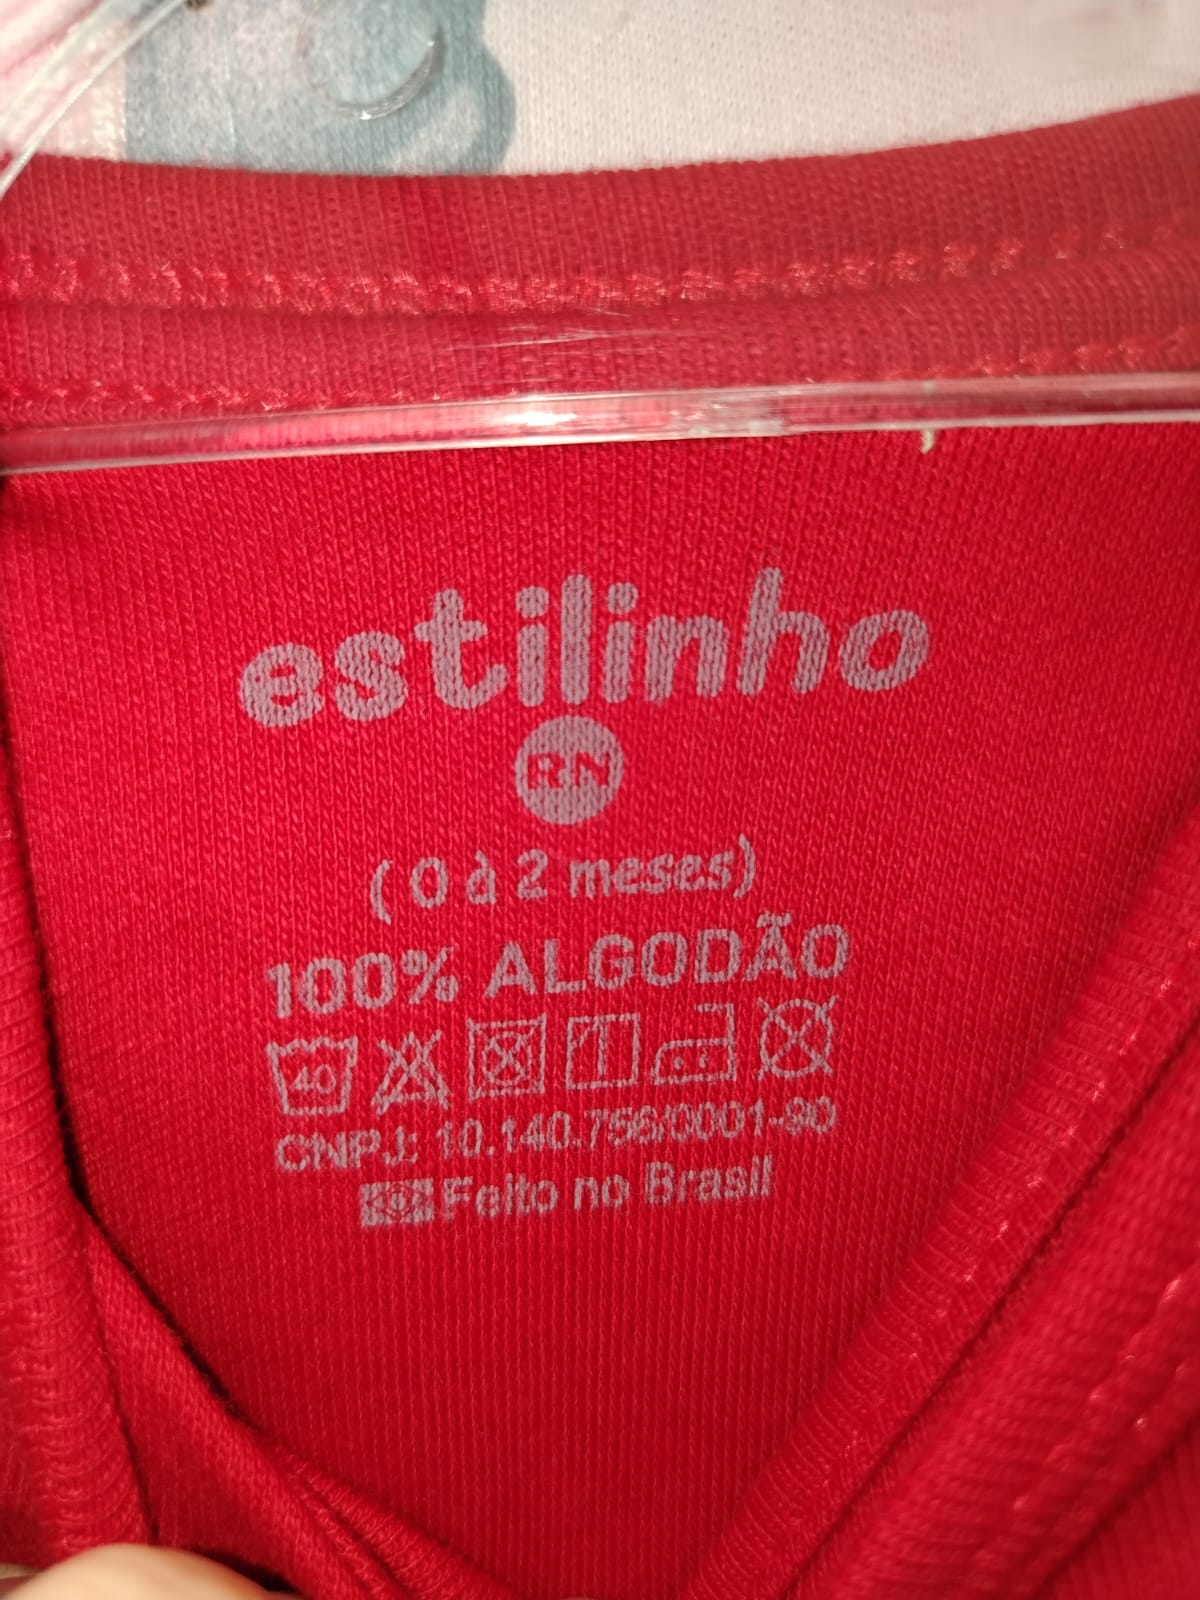 estilinho
RN
( 0 à 2 meses)
100% ALGODÃO
40
CNPJ: 10.140.756/0001-90
Feito no Brasil